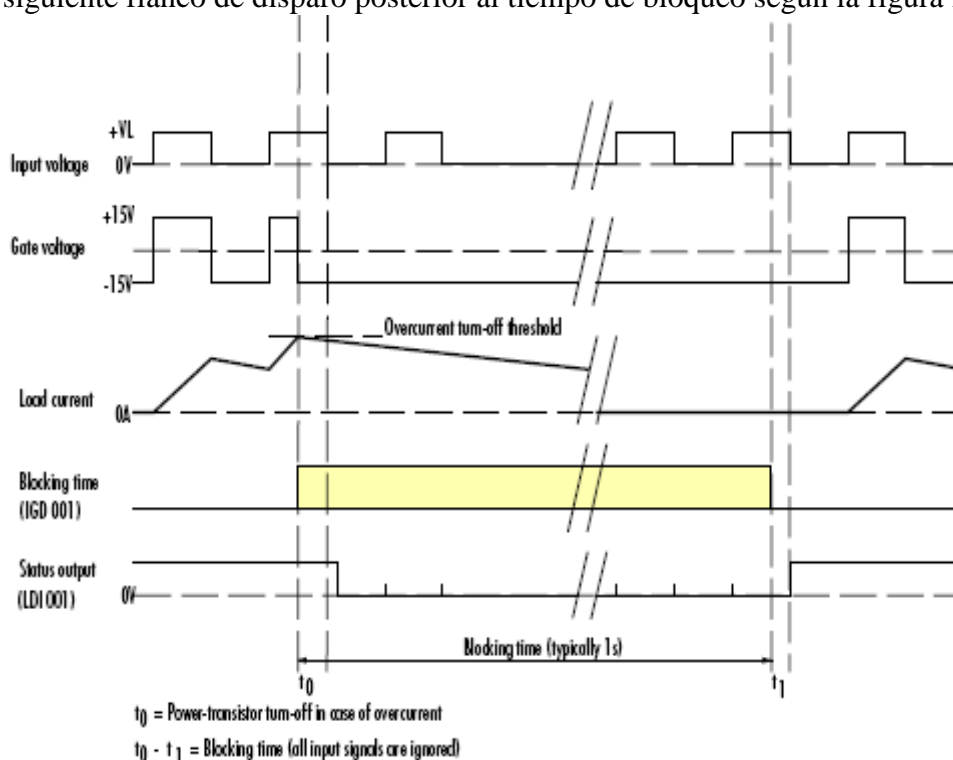 siguiente flanco de disparo posterior al tiempo de bloqueo según la figura
+VL
Input voltage
0V
+15V
Gate voltage
-15V
Overcurrent turn-off threshold
Load current
0A
Blocking time
(IGD 001)
Status output
(LDI 001)
0V
Blocking time (typically 1s)
t0
t1
t0 = Power-transistor turn-off in case of overcurrent
t0 - t1 = Blocking time (all input signals are ignored)